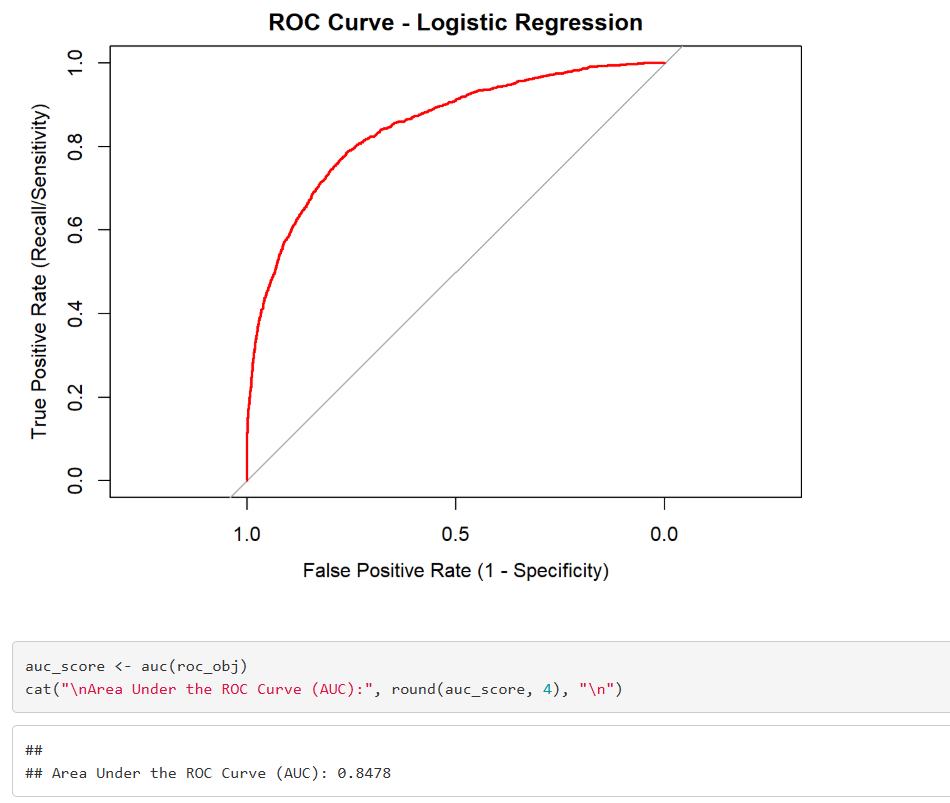 ROC Curve - Logistic Regression
True Positive Rate (Recall/Sensitivity)
1.0
0.8
0.6
0.4
0.2
0.0
1.0 0.5 0.0
False Positive Rate (1 - Specificity)
auc_score <- auc(roc_obj)
cat("\nArea Under the ROC Curve (AUC):", round(auc_score, 4), "\n")
##
## Area Under the ROC Curve (AUC): 0.8478